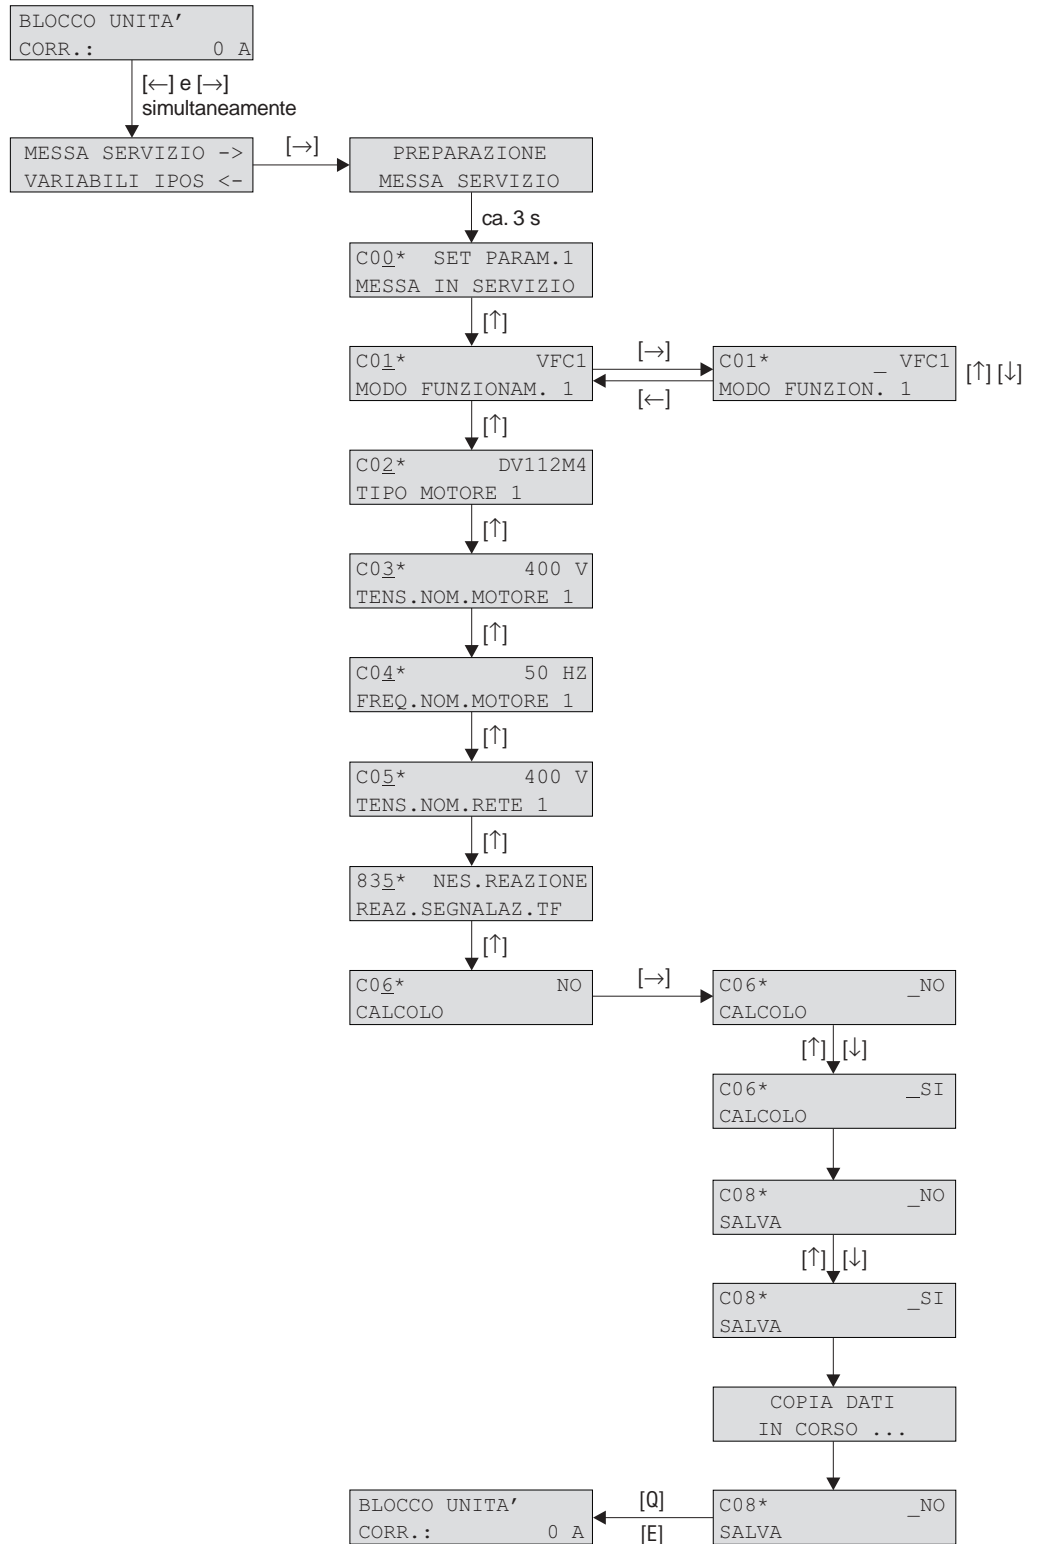 BLOCCO UNITA’
CORR.: 0 A
[←] e [→]
simultaneamente
MESSA SERVIZIO ->
VARIABILI IPOS <-
[→]
PREPARAZIONE
MESSA SERVIZIO
ca. 3 s
C00* SET PARAM.1
MESSA IN SERVIZIO
[↑]
C01* VFC1
MODO FUNZIONAM. 1
[→]
[←]
C01* _ VFC1
MODO FUNZION. 1
[↑] [↓]
[↑]
C02* DV112M4
TIPO MOTORE 1
[↑]
C03* 400 V
TENS.NOM.MOTORE 1
[↑]
C04* 50 HZ
FREQ.NOM.MOTORE 1
[↑]
C05* 400 V
TENS.NOM.RETE 1
[↑]
835* NES.REAZIONE
REAZ.SEGNALAZ.TF
[↑]
C06* NO
CALCOLO
[→]
C06* _NO
CALCOLO
[↑] [↓]
C06* _SI
CALCOLO
C08* _NO
SALVA
[↑] [↓]
C08* _SI
SALVA
COPIA DATI
IN CORSO ...
C08* _NO
SALVA
[Q]
[E]
BLOCCO UNITA’
CORR.: 0 A